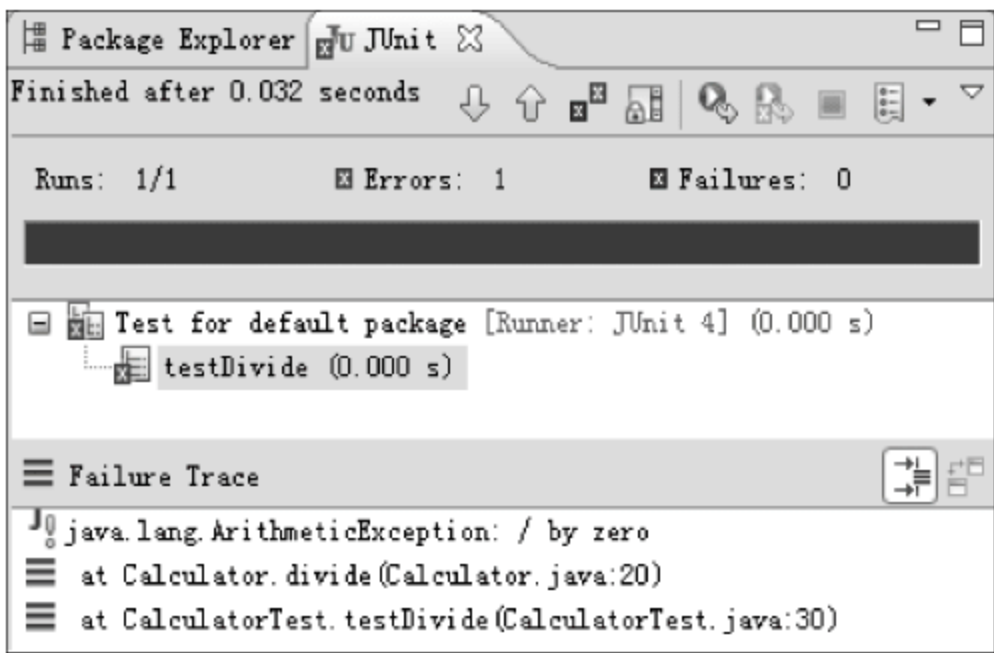 Package Explorer JUnit
Finished after 0.032 seconds
Runs: 1/1 Errors: 1 Failures: 0
Test for default package [Runner: JUnit 4] (0.000 s)
testDivide (0.000 s)
Failure Trace
java.lang.ArithmeticException: / by zero
at Calculator.divide(Calculator.java:20)
at CalculatorTest.testDivide(CalculatorTest.java:30)